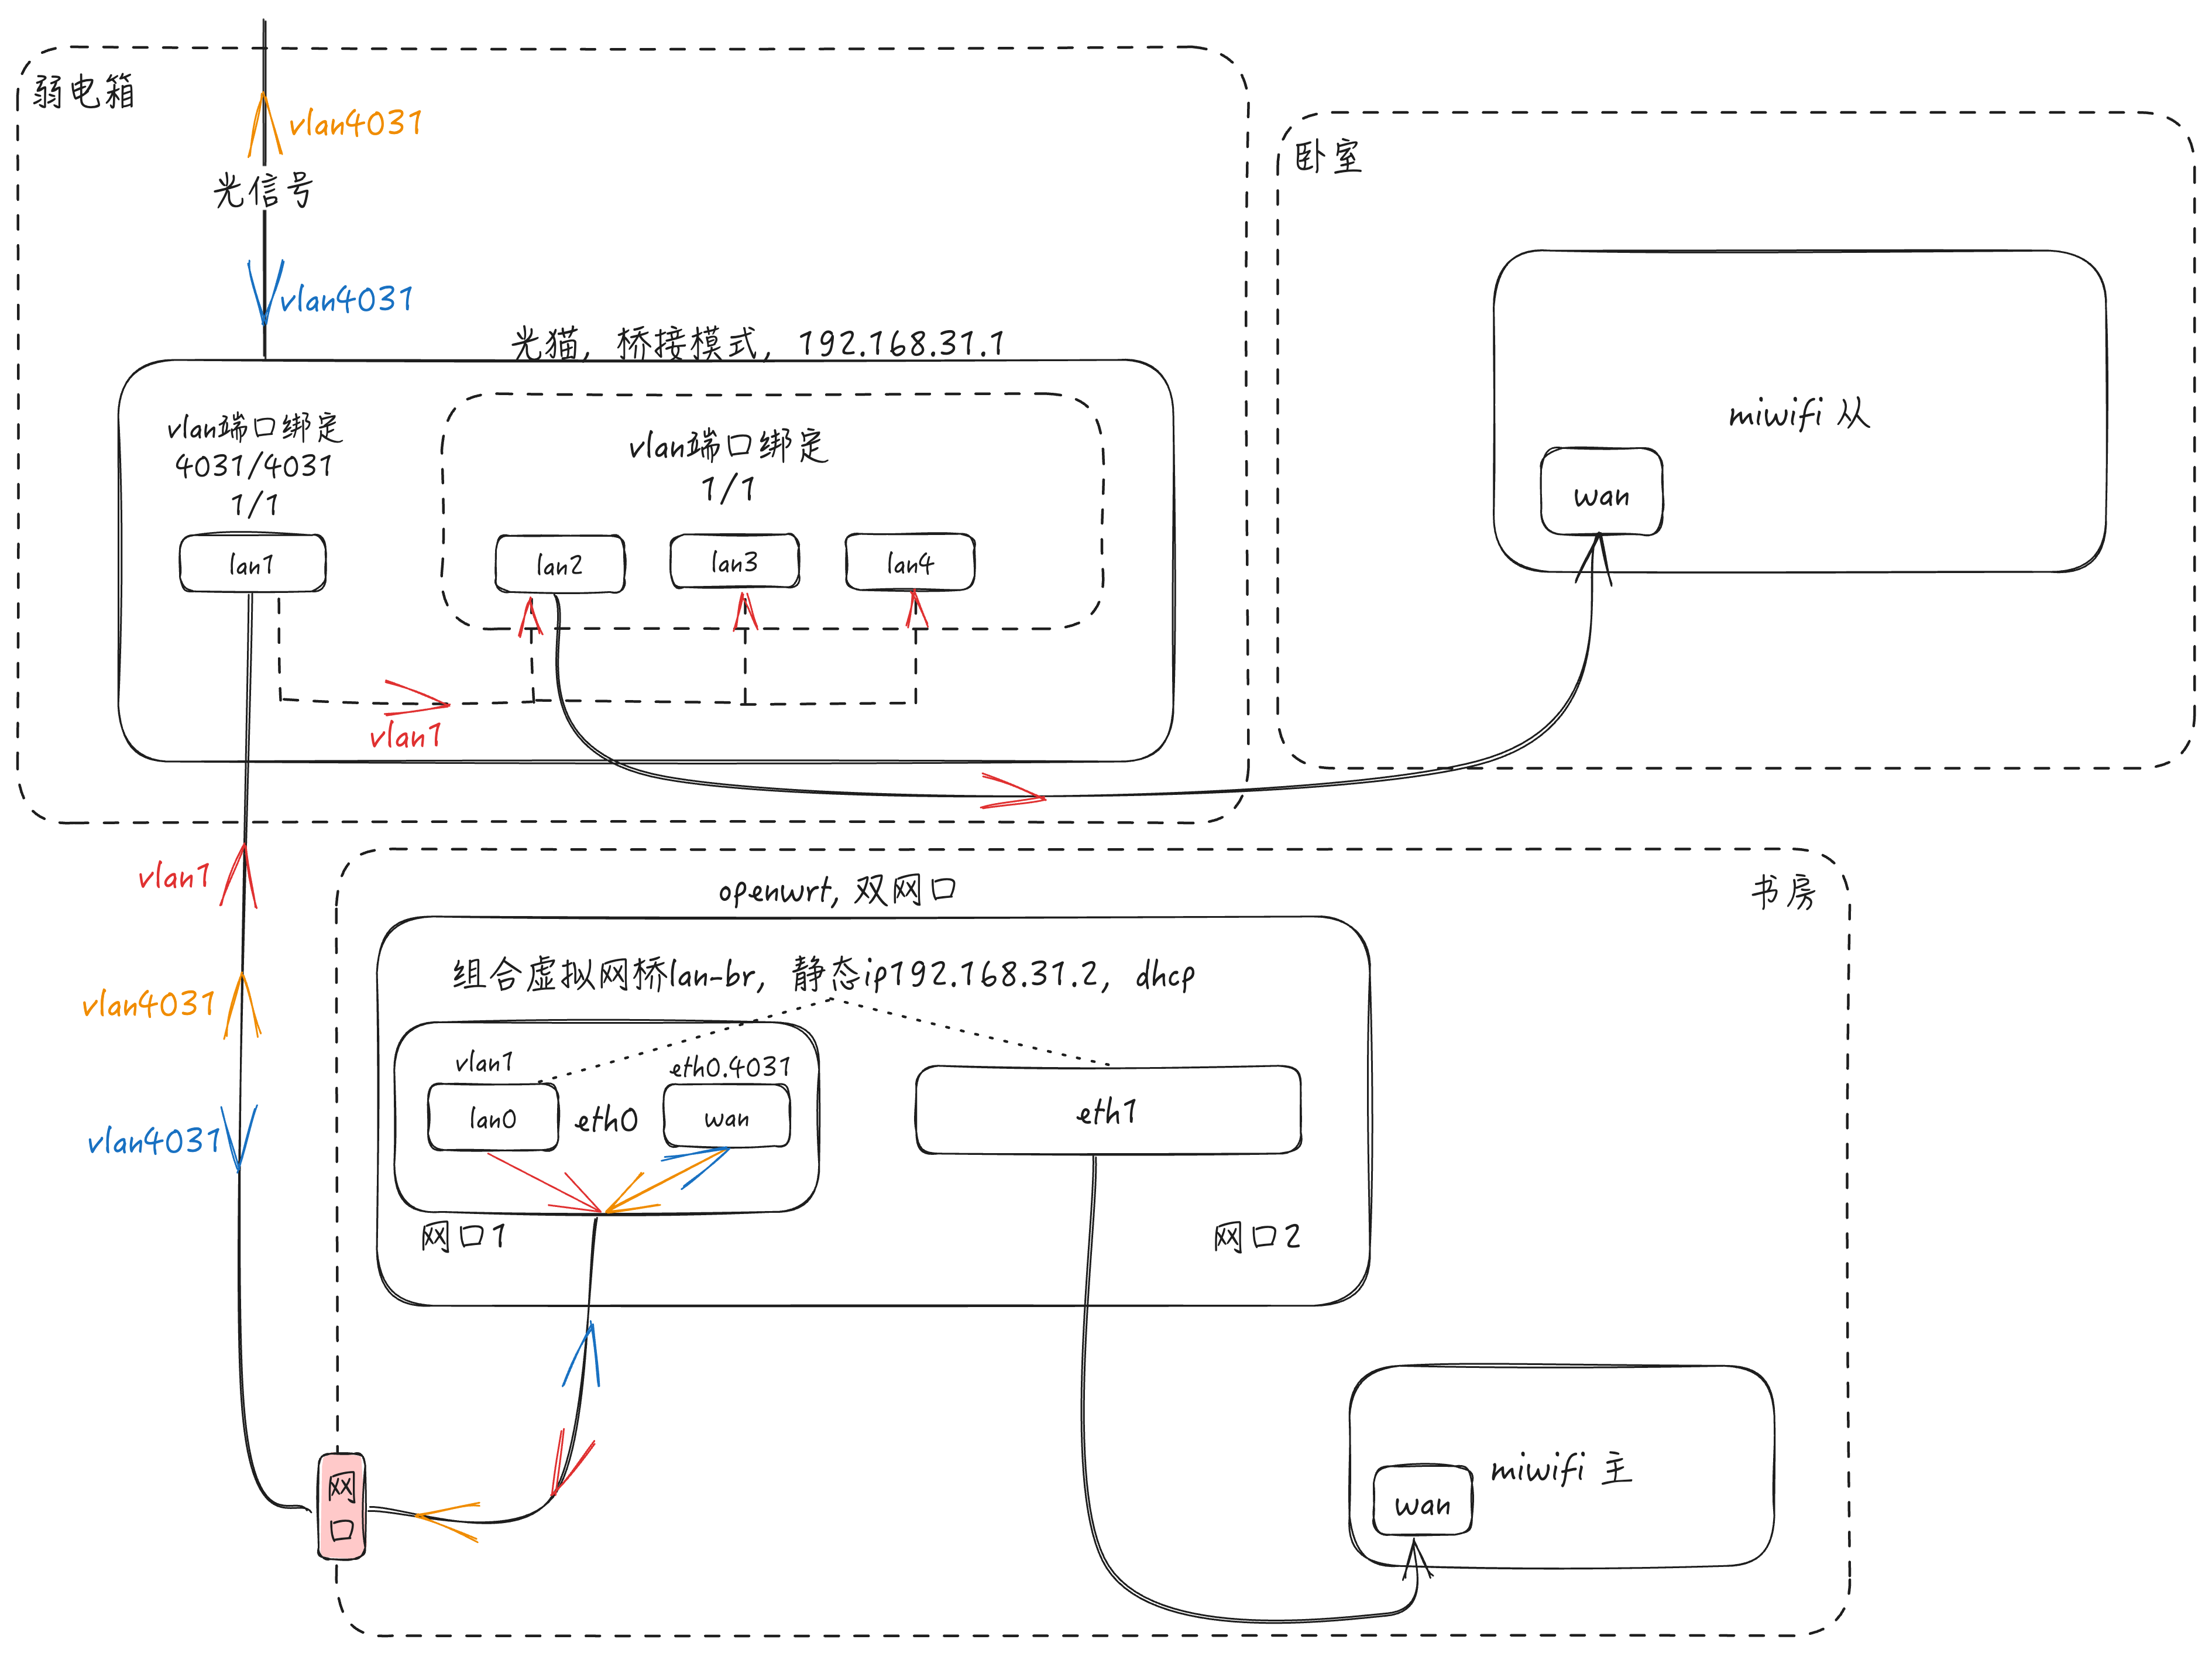 弱电箱
vlan4031
光信号
vlan4031
光猫，桥接模式，192.168.31.1
vlan端口绑定
4031/4031
1/1
lan1
vlan端口绑定
1/1
lan2
lan3
lan4
vlan1
卧室
miwifi 从
wan
vlan1
vlan4031
vlan4031
网
口
书房
openwrt, 双网口
组合虚拟网桥lan-br，静态ip192.168.31.2，dhcp
vlan1
lan0
eth0
eth0.4031
wan
eth1
网口1
网口2
miwifi 主
wan